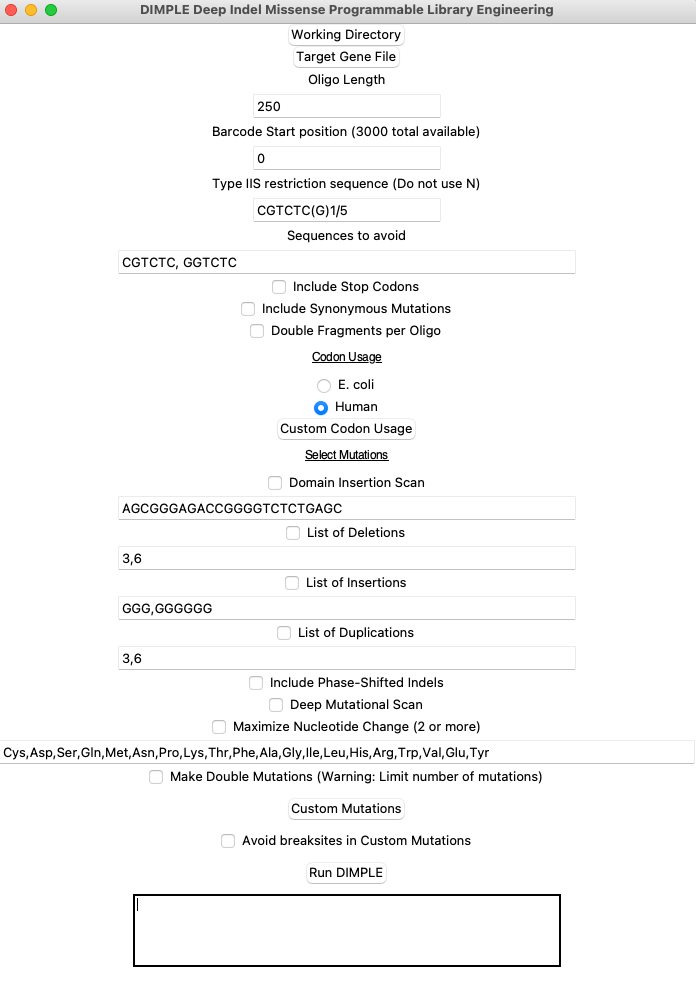 DIMPLE Deep Indel Missense Programmable Library Engineering
Working Directory
Target Gene File
Oligo Length
250
Barcode Start position (3000 total available)
0
Type IIS restriction sequence (Do not use N)
CGTCTC(G)1/5
Sequences to avoid
CGTCTC, GGTCTC
Include Stop Codons
Include Synonymous Mutations
Double Fragments per Oligo
Codon Usage
E. coli
Human
Custom Codon Usage
Select Mutations
Domain Insertion Scan
AGCGGGAGACCGGGGTCTCTGAGC
List of Deletions
3,6
List of Insertions
GGG,GGGGGG
List of Duplications
3,6
Include Phase-Shifted Indels
Deep Mutational Scan
Maximize Nucleotide Change (2 or more)
Cys,Asp,Ser,Gln,Met,Asn,Pro,Lys,Thr,Phe,Ala,Gly,Ile,Leu,His,Arg,Trp,Val,Glu,Tyr
Make Double Mutations (Warning: Limit number of mutations)
Custom Mutations
Avoid breaksites in Custom Mutations
Run DIMPLE